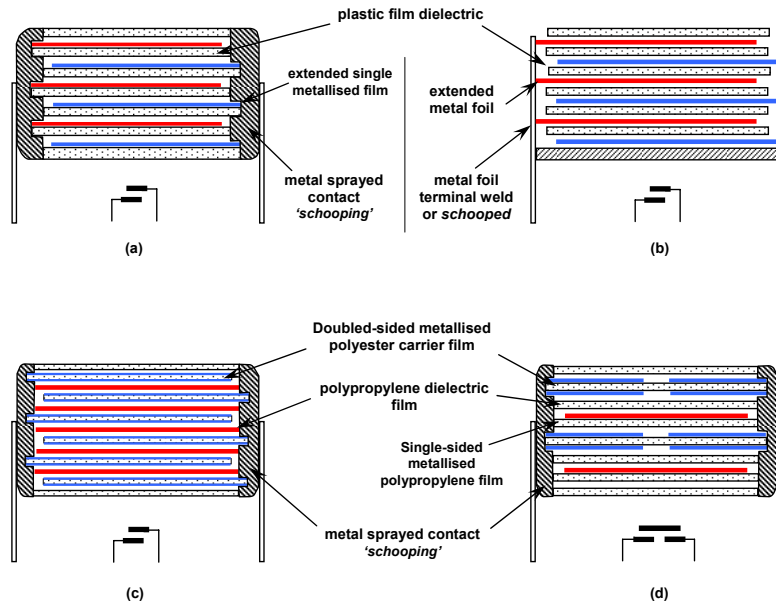 plastic film dielectric
extended single
metallised film
metal sprayed
contact
'schooping'
extended
metal foil
metal foil
terminal weld
or schooped
(a)
(b)
Doubled-sided metallised
polyester carrier film
polypropylene dielectric
film
Single-sided
metallised
polypropylene film
metal sprayed contact
'schooping'
(c)
(d)